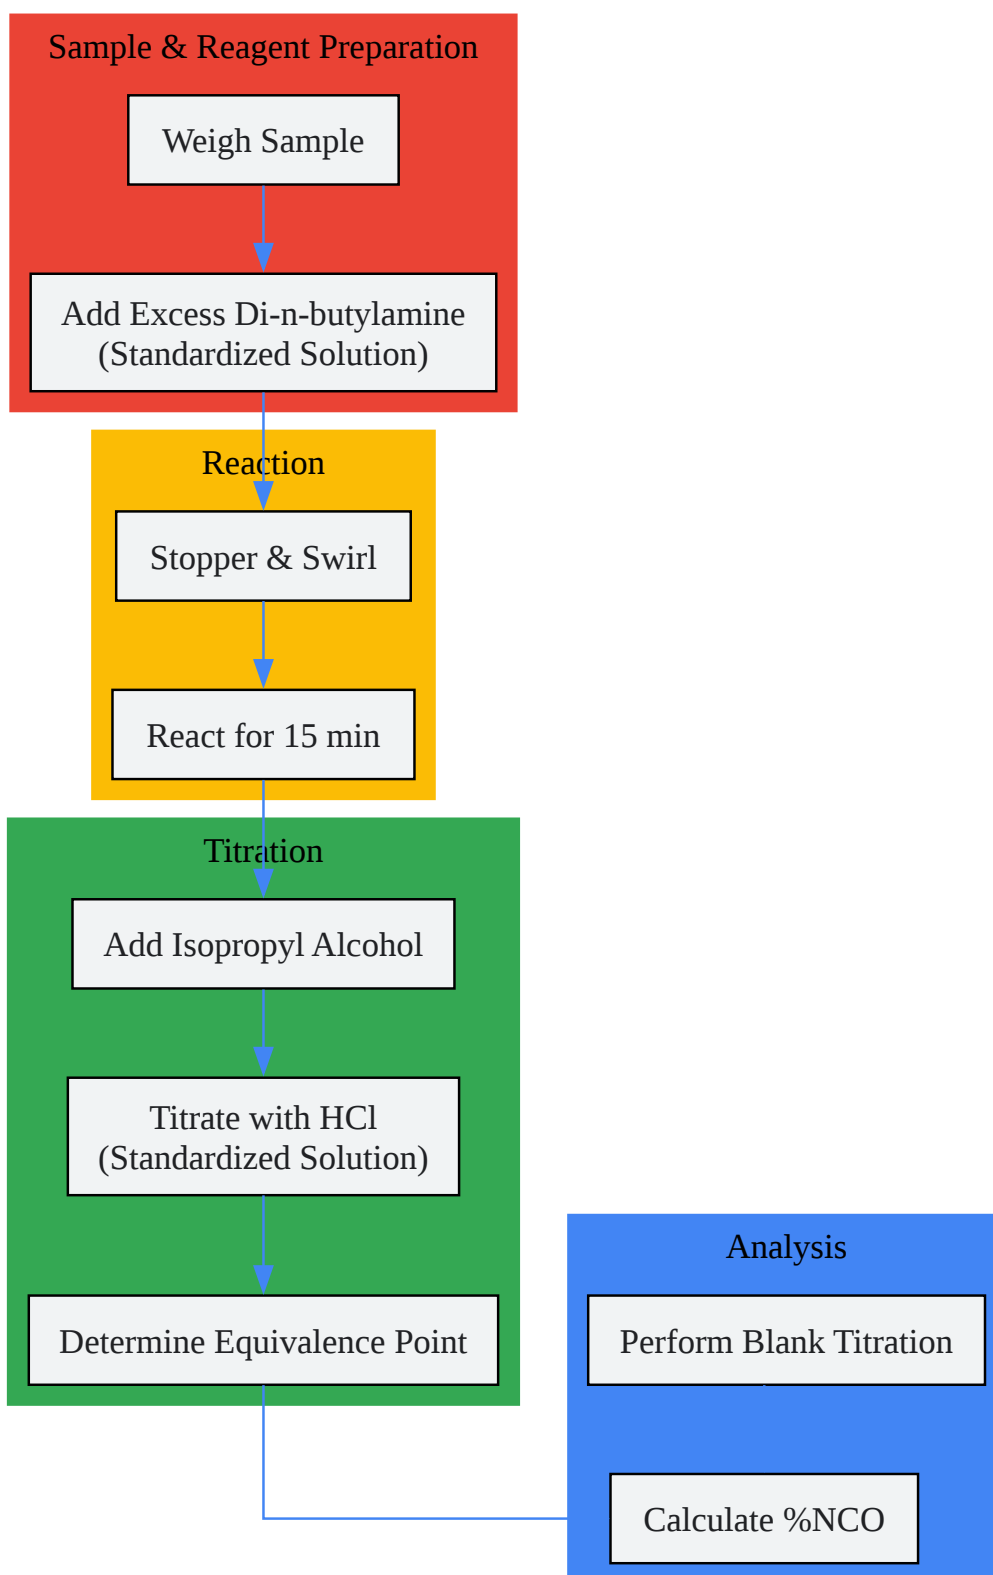 Sample & Reagent Preparation
Weigh Sample
Add Excess Di-n-butylamine
(Standardized Solution)
Reaction
Stopper & Swirl
React for 15 min
Titration
Add Isopropyl Alcohol
Titrate with HCl
(Standardized Solution)
Determine Equivalence Point
Analysis
Perform Blank Titration
Calculate %NCO